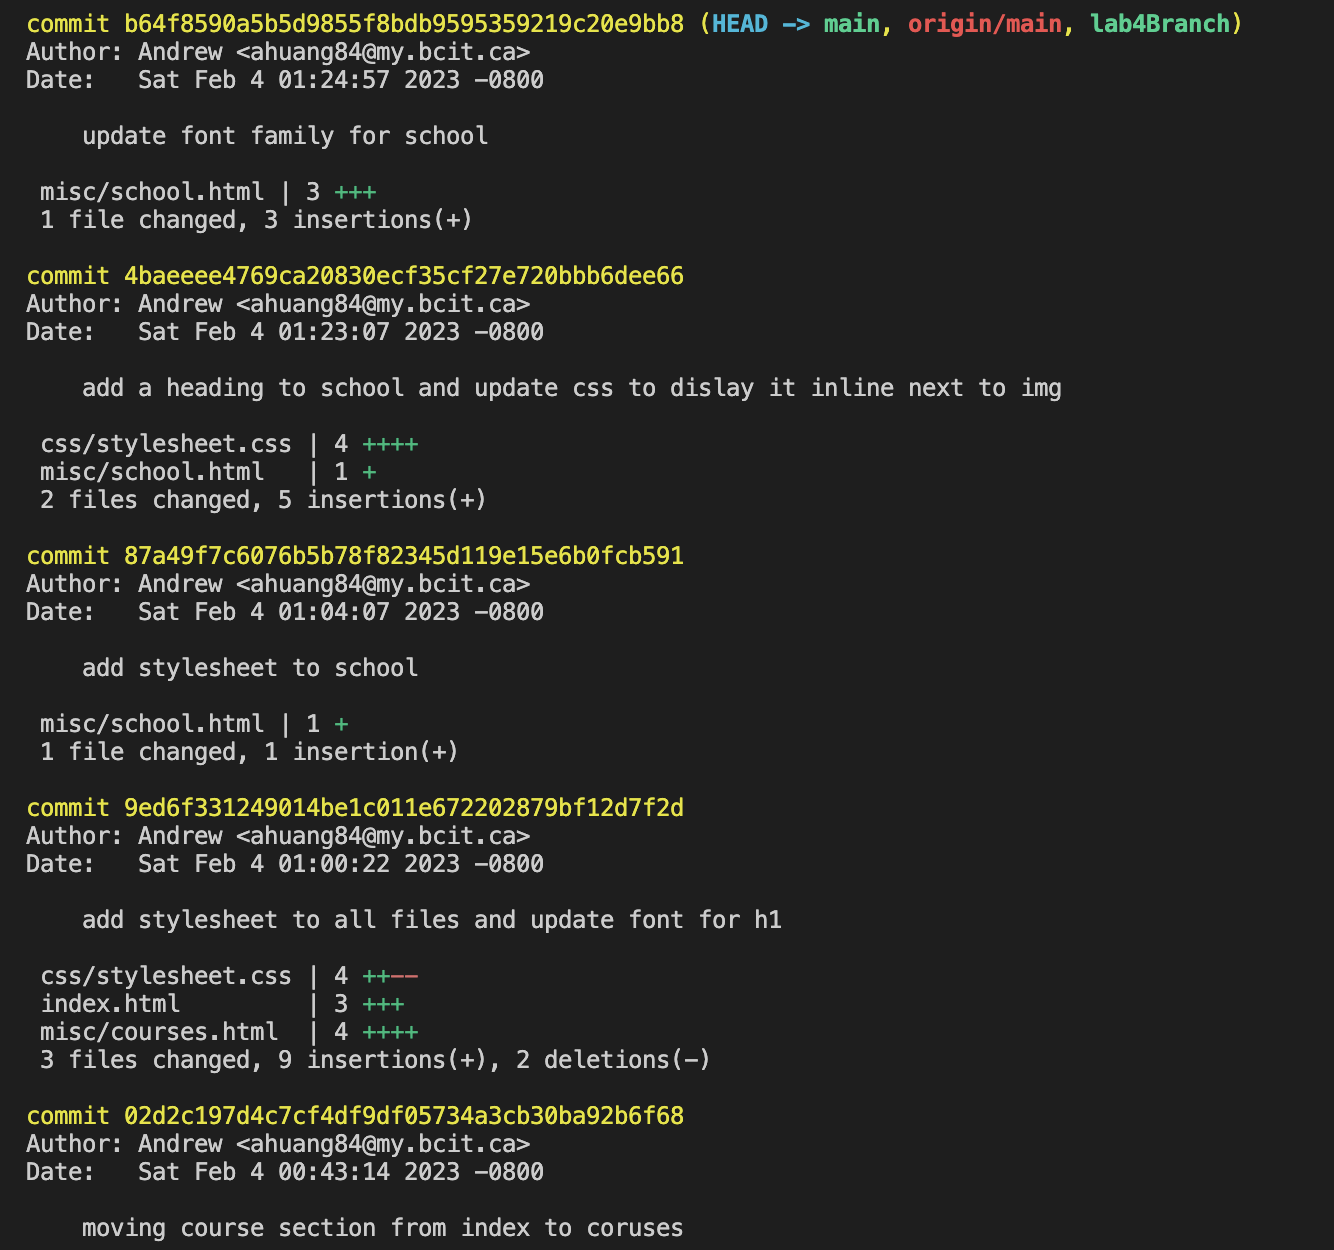 commit b64f8590a5b5d9855f8bdb9595359219c20e9bb8 (HEAD -> main, origin/main, lab4Branch)
Author: Andrew <ahuang84@my.bcit.ca>
Date:   Sat Feb 4 01:24:57 2023 -0800
update font family for school
misc/school.html | 3 +++
1 file changed, 3 insertions(+)
commit 4baeeee4769ca20830ecf35cf27e720bbb6dee66
Author: Andrew <ahuang84@my.bcit.ca>
Date:   Sat Feb 4 01:23:07 2023 -0800
add a heading to school and update css to dislay it inline next to img
css/stylesheet.css | 4 ++++
misc/school.html   | 1 +
2 files changed, 5 insertions(+)
commit 87a49f7c6076b5b78f82345d119e15e6b0fcb591
Author: Andrew <ahuang84@my.bcit.ca>
Date:   Sat Feb 4 01:04:07 2023 -0800
add stylesheet to school
misc/school.html | 1 +
1 file changed, 1 insertion(+)
commit 9ed6f331249014be1c011e672202879bf12d7f2d
Author: Andrew <ahuang84@my.bcit.ca>
Date:   Sat Feb 4 01:00:22 2023 -0800
add stylesheet to all files and update font for h1
css/stylesheet.css | 4 ++--
index.html         | 3 +++
misc/courses.html  | 4 ++++
3 files changed, 9 insertions(+), 2 deletions(-)
commit 02d2c197d4c7cf4df9df05734a3cb30ba92b6f68
Author: Andrew <ahuang84@my.bcit.ca>
Date:   Sat Feb 4 00:43:14 2023 -0800
moving course section from index to coruses